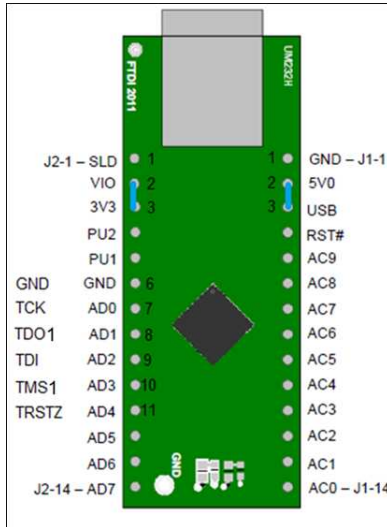 FTDI 2011
UM232H
J2-1 – SLD 1 1 GND – J1-1
VIO 2 2 5V0
3V3 3 3 USB
PU2 RST#
PU1 AC9
GND GND 6 AC8
TCK AD0 7 AC7
TDO1 AD1 8 AC6
TDI AD2 9 AC5
TMS1 AD3 10 AC4
TRSTZ AD4 11 AC3
AD5 AC2
AD6 AC1
GND
J2-14 – AD7 AC0 – J1-14